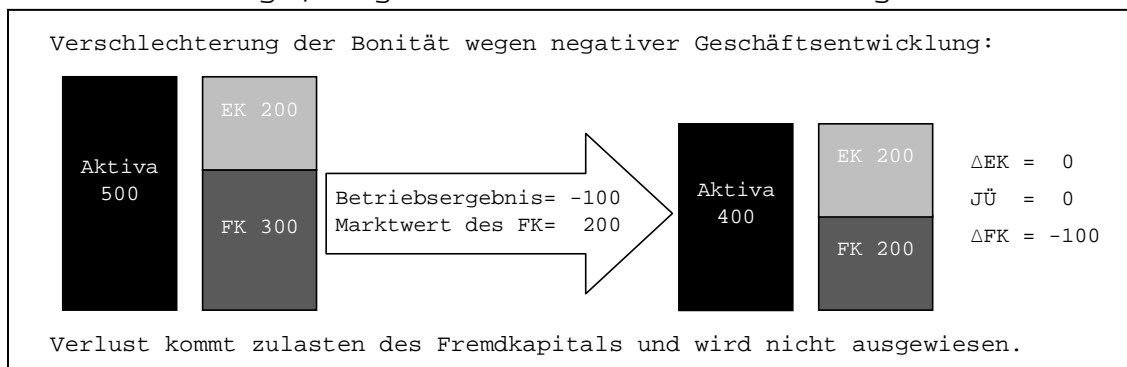 Verschlechterung der Bonität wegen negativer Geschäftsentwicklung:
Aktiva
500
EK 200
FK 300
Betriebsergebnis= -100
Marktwert des FK= 200
Aktiva
400
EK 200
FK 200
ΔEK = 0
JÜ = 0
ΔFK = -100
Verlust kommt zulasten des Fremdkapitals und wird nicht ausgewiesen.